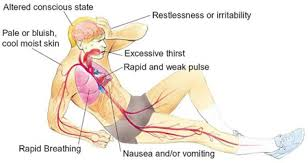 Altered conscious state
Restlessness or irritability
Pale or bluish,
cool moist skin
Excessive thirst
Rapid and weak pulse
Rapid Breathing
Nausea and/or vomiting